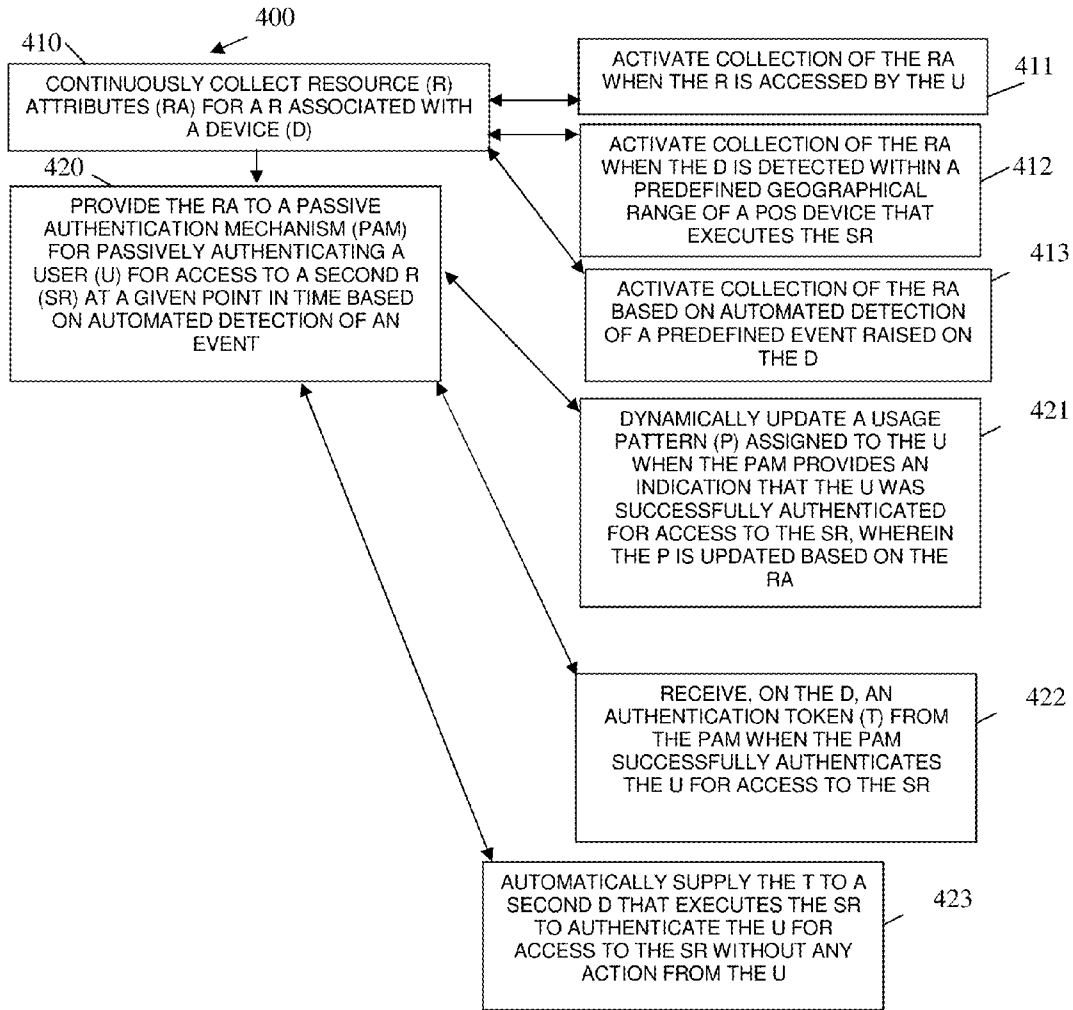 400
410
CONTINUOUSLY COLLECT RESOURCE (R)
ATTRIBUTES (RA) FOR A R ASSOCIATED WITH
A DEVICE (D)
ACTIVATE COLLECTION OF THE RA
WHEN THE R IS ACCESSED BY THE U
411
ACTIVATE COLLECTION OF THE RA
WHEN THE D IS DETECTED WITHIN A
PREDEFINED GEOGRAPHICAL
RANGE OF A POS DEVICE THAT
EXECUTES THE SR
412
413
ACTIVATE COLLECTION OF THE RA
BASED ON AUTOMATED DETECTION
OF A PREDEFINED EVENT RAISED ON
THE D
420
PROVIDE THE RA TO A PASSIVE
AUTHENTICATION MECHANISM (PAM)
FOR PASSIVELY AUTHENTICATING A
USER (U) FOR ACCESS TO A SECOND R
(SR) AT A GIVEN POINT IN TIME BASED
ON AUTOMATED DETECTION OF AN
EVENT
421
DYNAMICALLY UPDATE A USAGE
PATTERN (P) ASSIGNED TO THE U
WHEN THE PAM PROVIDES AN
INDICATION THAT THE U WAS
SUCCESSFULLY AUTHENTICATED
FOR ACCESS TO THE SR, WHEREIN
THE P IS UPDATED BASED ON THE
RA
422
RECEIVE, ON THE D, AN
AUTHENTICATION TOKEN (T) FROM
THE PAM WHEN THE PAM
SUCCESSFULLY AUTHENTICATES
THE U FOR ACCESS TO THE SR
423
AUTOMATICALLY SUPPLY THE T TO A
SECOND D THAT EXECUTES THE SR
TO AUTHENTICATE THE U FOR
ACCESS TO THE SR WITHOUT ANY
ACTION FROM THE U